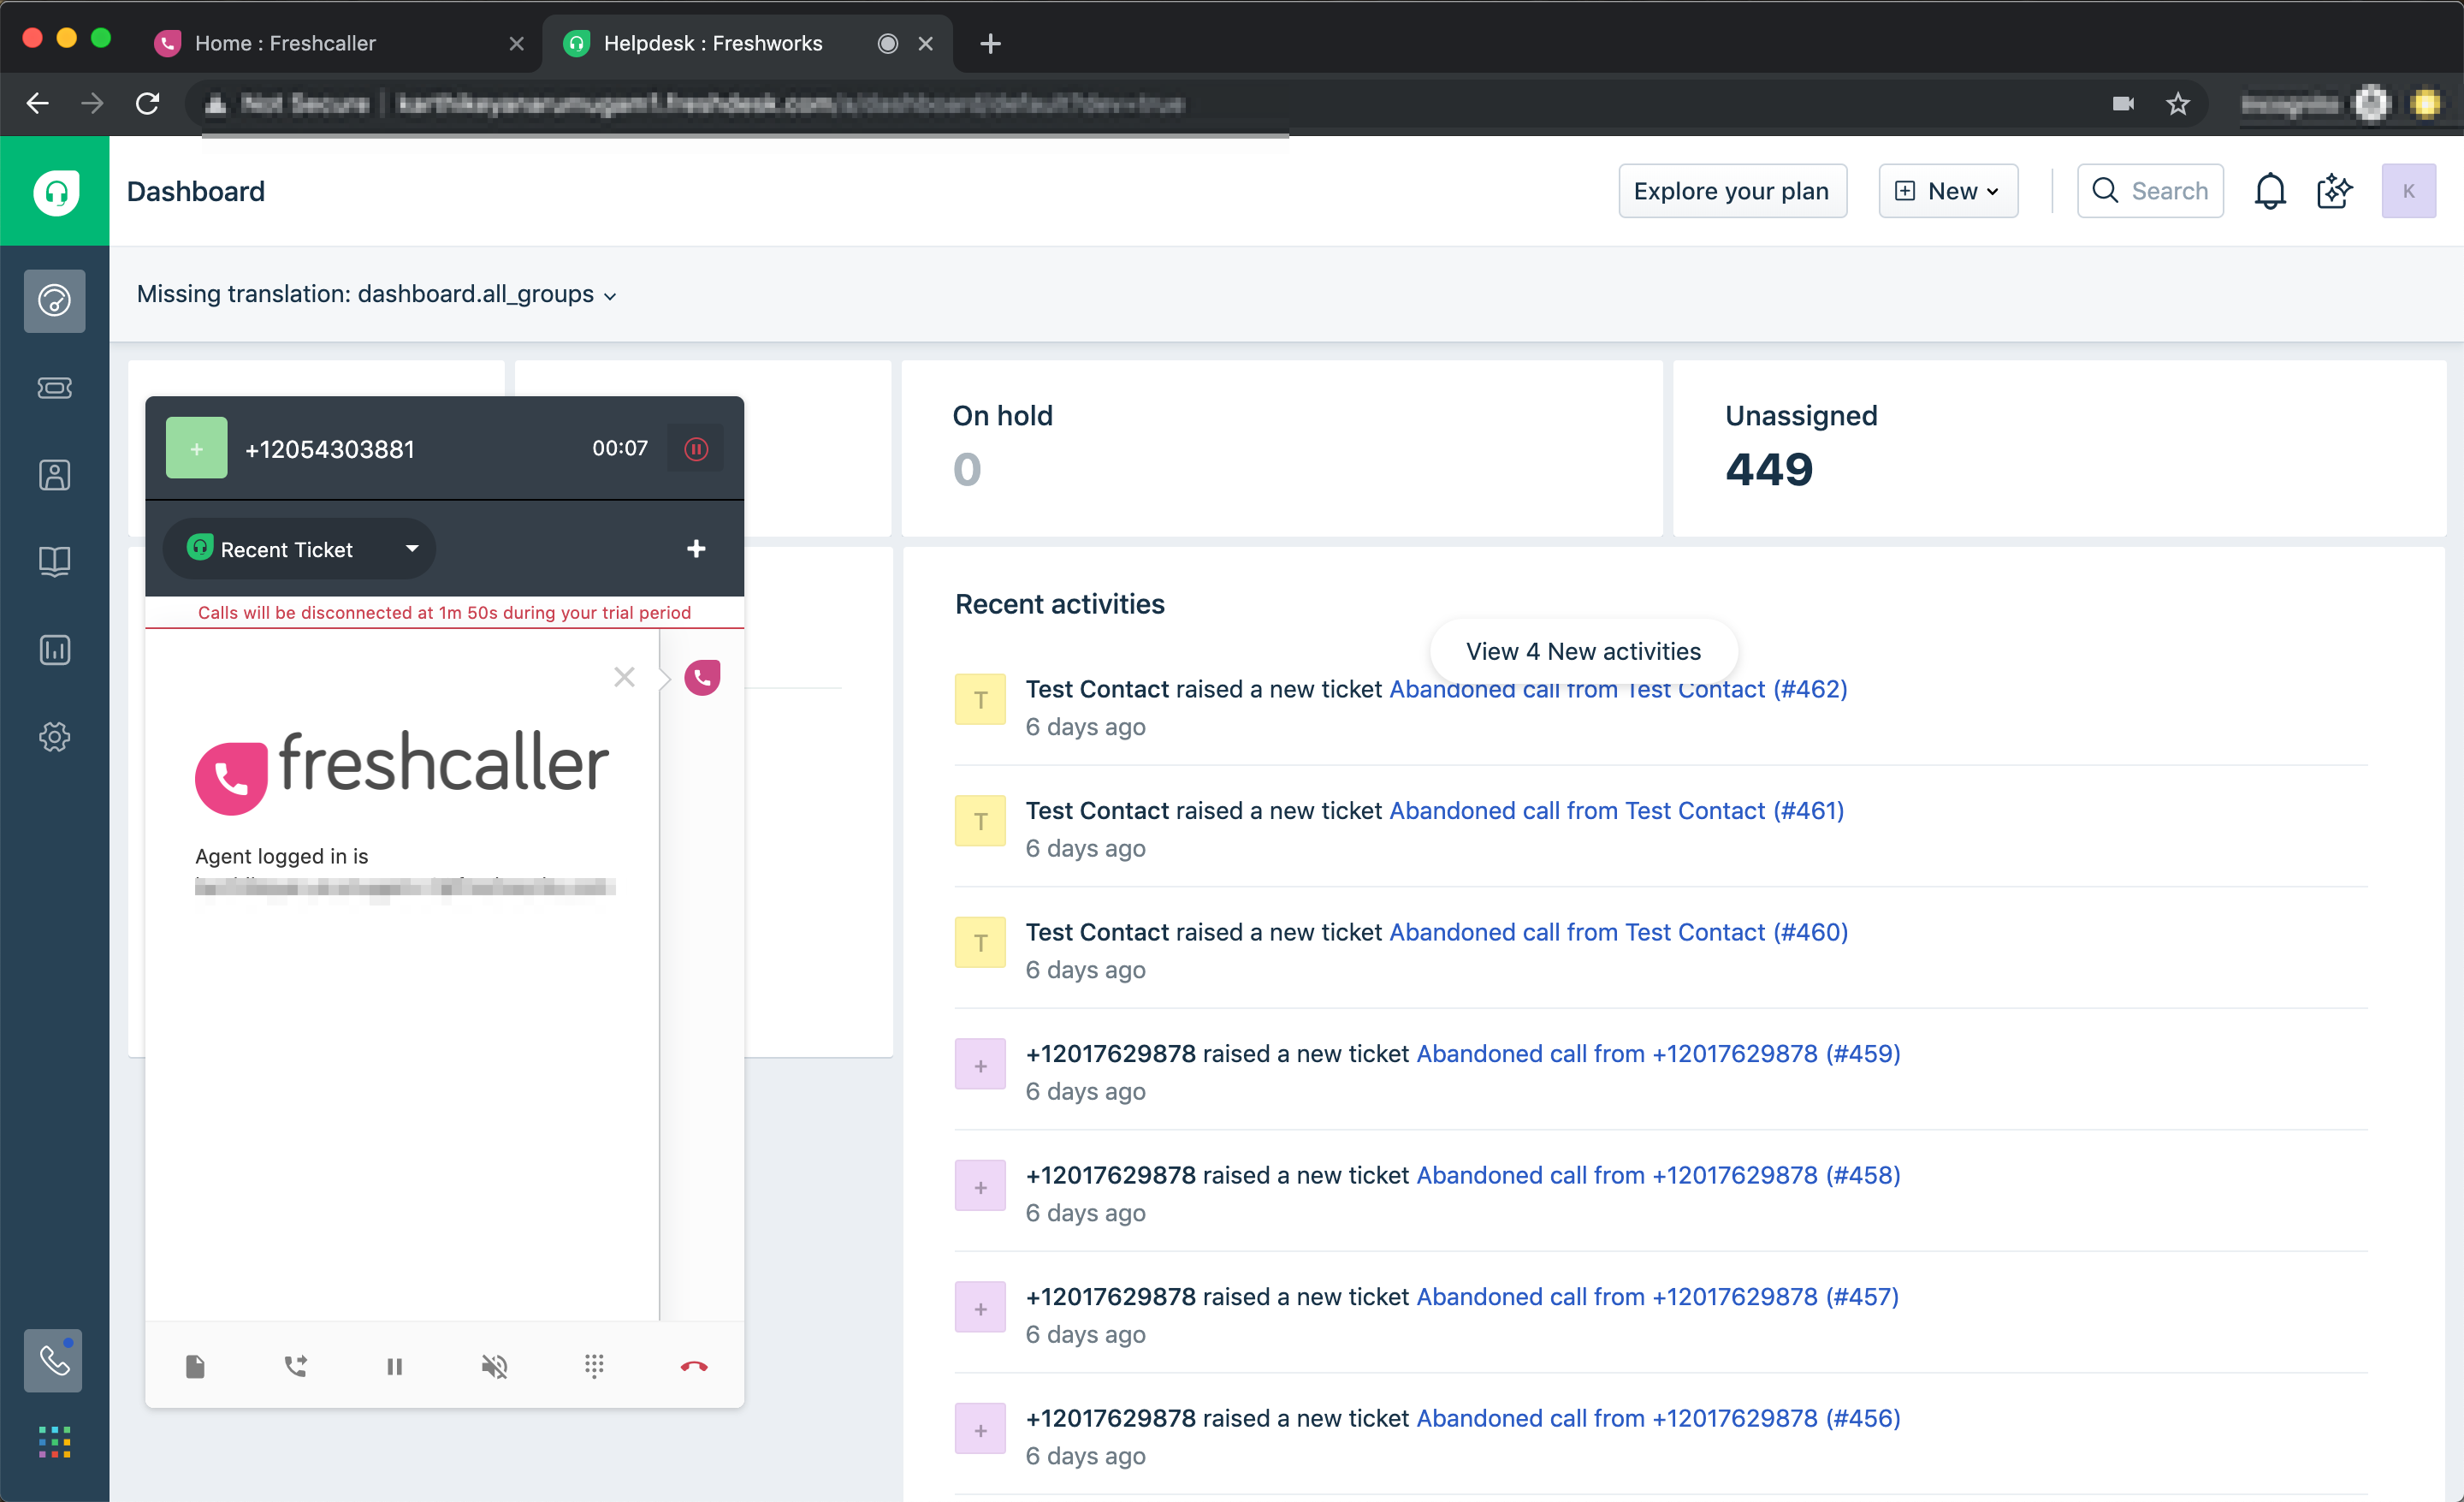 Home : Freshcaller
Helpdesk : Freshworks
Dashboard
Explore your plan
New
Search
K
Missing translation: dashboard.all_groups
On hold
0
Unassigned
449
+
+12054303881
00:07
Recent Ticket
+
Calls will be disconnected at 1m 50s during your trial period
freshcaller
Agent logged in is
Recent activities
View 4 New activities
T
Test Contact raised a new ticket Abandoned call from Test Contact (#462)
6 days ago
T
Test Contact raised a new ticket Abandoned call from Test Contact (#461)
6 days ago
T
Test Contact raised a new ticket Abandoned call from Test Contact (#460)
6 days ago
+
+12017629878 raised a new ticket Abandoned call from +12017629878 (#459)
6 days ago
+
+12017629878 raised a new ticket Abandoned call from +12017629878 (#458)
6 days ago
+
+12017629878 raised a new ticket Abandoned call from +12017629878 (#457)
6 days ago
+
+12017629878 raised a new ticket Abandoned call from +12017629878 (#456)
6 days ago